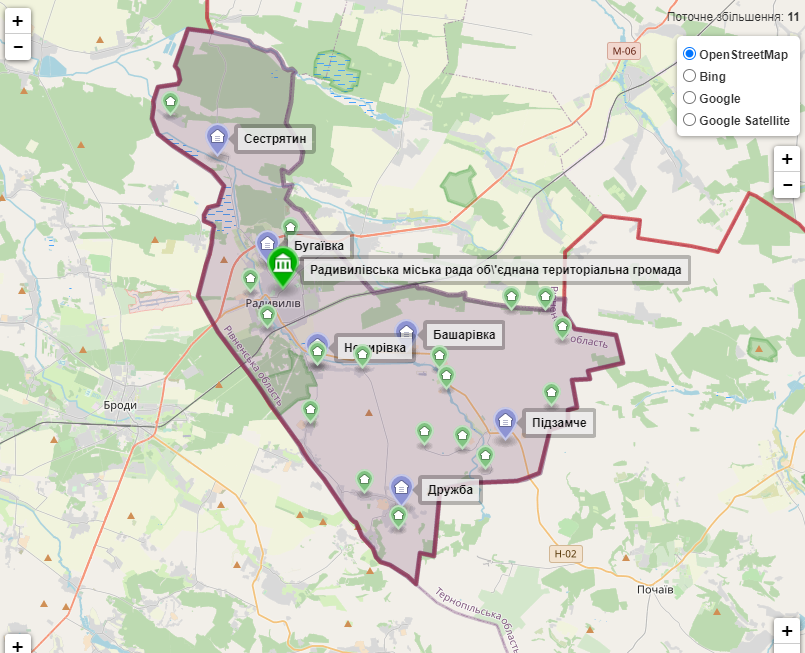 +
−
Поточне збільшення: 11
OpenStreetMap
Bing
Google
Google Satellite
М-06
Броди
Сестрятин
+
−
Бугаївка
Радивилівська міська рада об\'єднана територіальна громада
Радивилів
Башарівка
область
Рівненська область
Броди
Підзамче
Дружба
Н-02
Почаїв
Тернопільська область
+
+